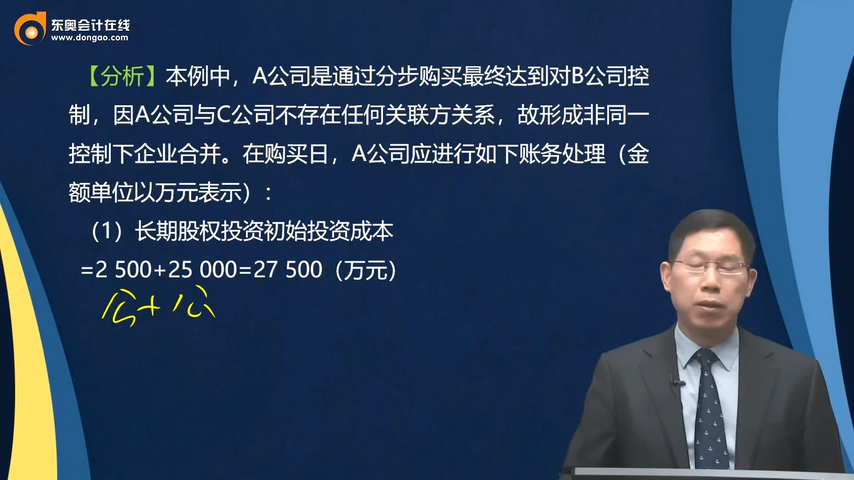 东奥会计在线
www.dongao.com
【分析】本例中，A公司是通过分步购买最终达到对B公司控
制，因A公司与C公司不存在任何关联方关系，故形成非同一
控制下企业合并。在购买日，A公司应进行如下账务处理（金
额单位以万元表示）：
（1）长期股权投资初始投资成本
=2 500+25 000=27 500（万元）
公+公